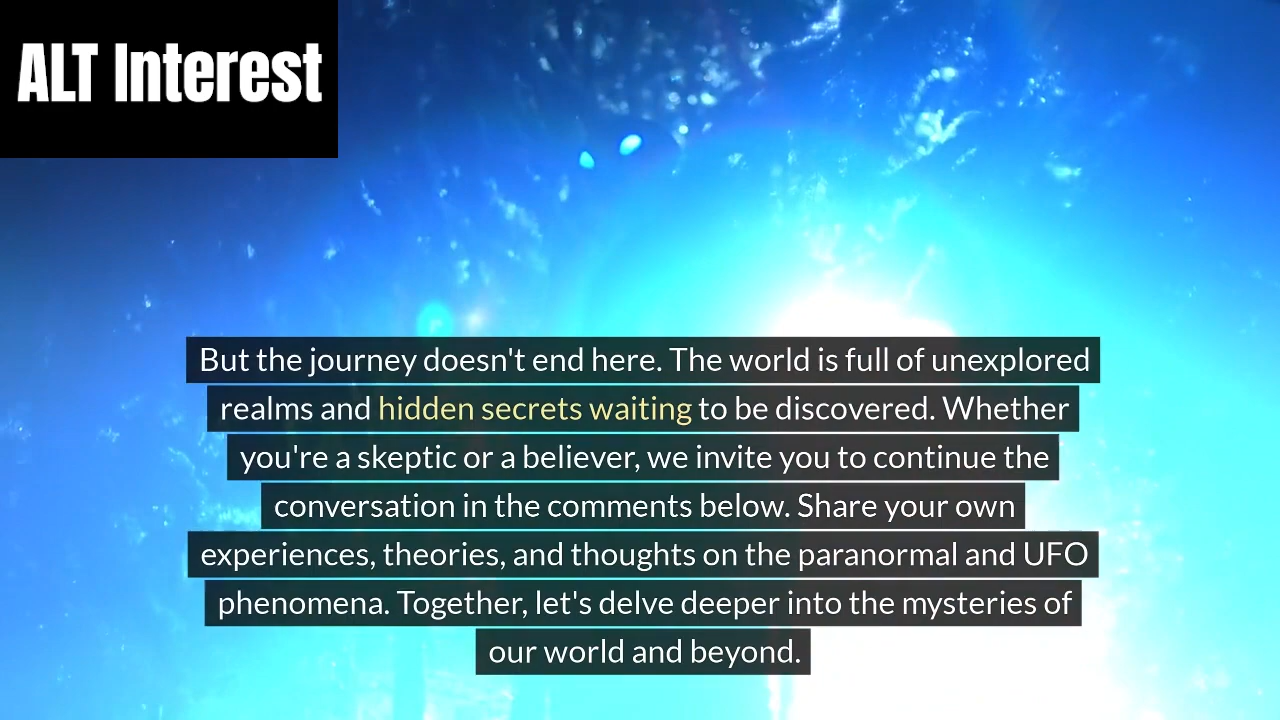 ALT Interest
But the journey doesn't end here. The world is full of unexplored
realms and hidden secrets waiting to be discovered. Whether
you're a skeptic or a believer, we invite you to continue the
conversation in the comments below. Share your own
experiences, theories, and thoughts on the paranormal and UFO
phenomena. Together, let's delve deeper into the mysteries of
our world and beyond.